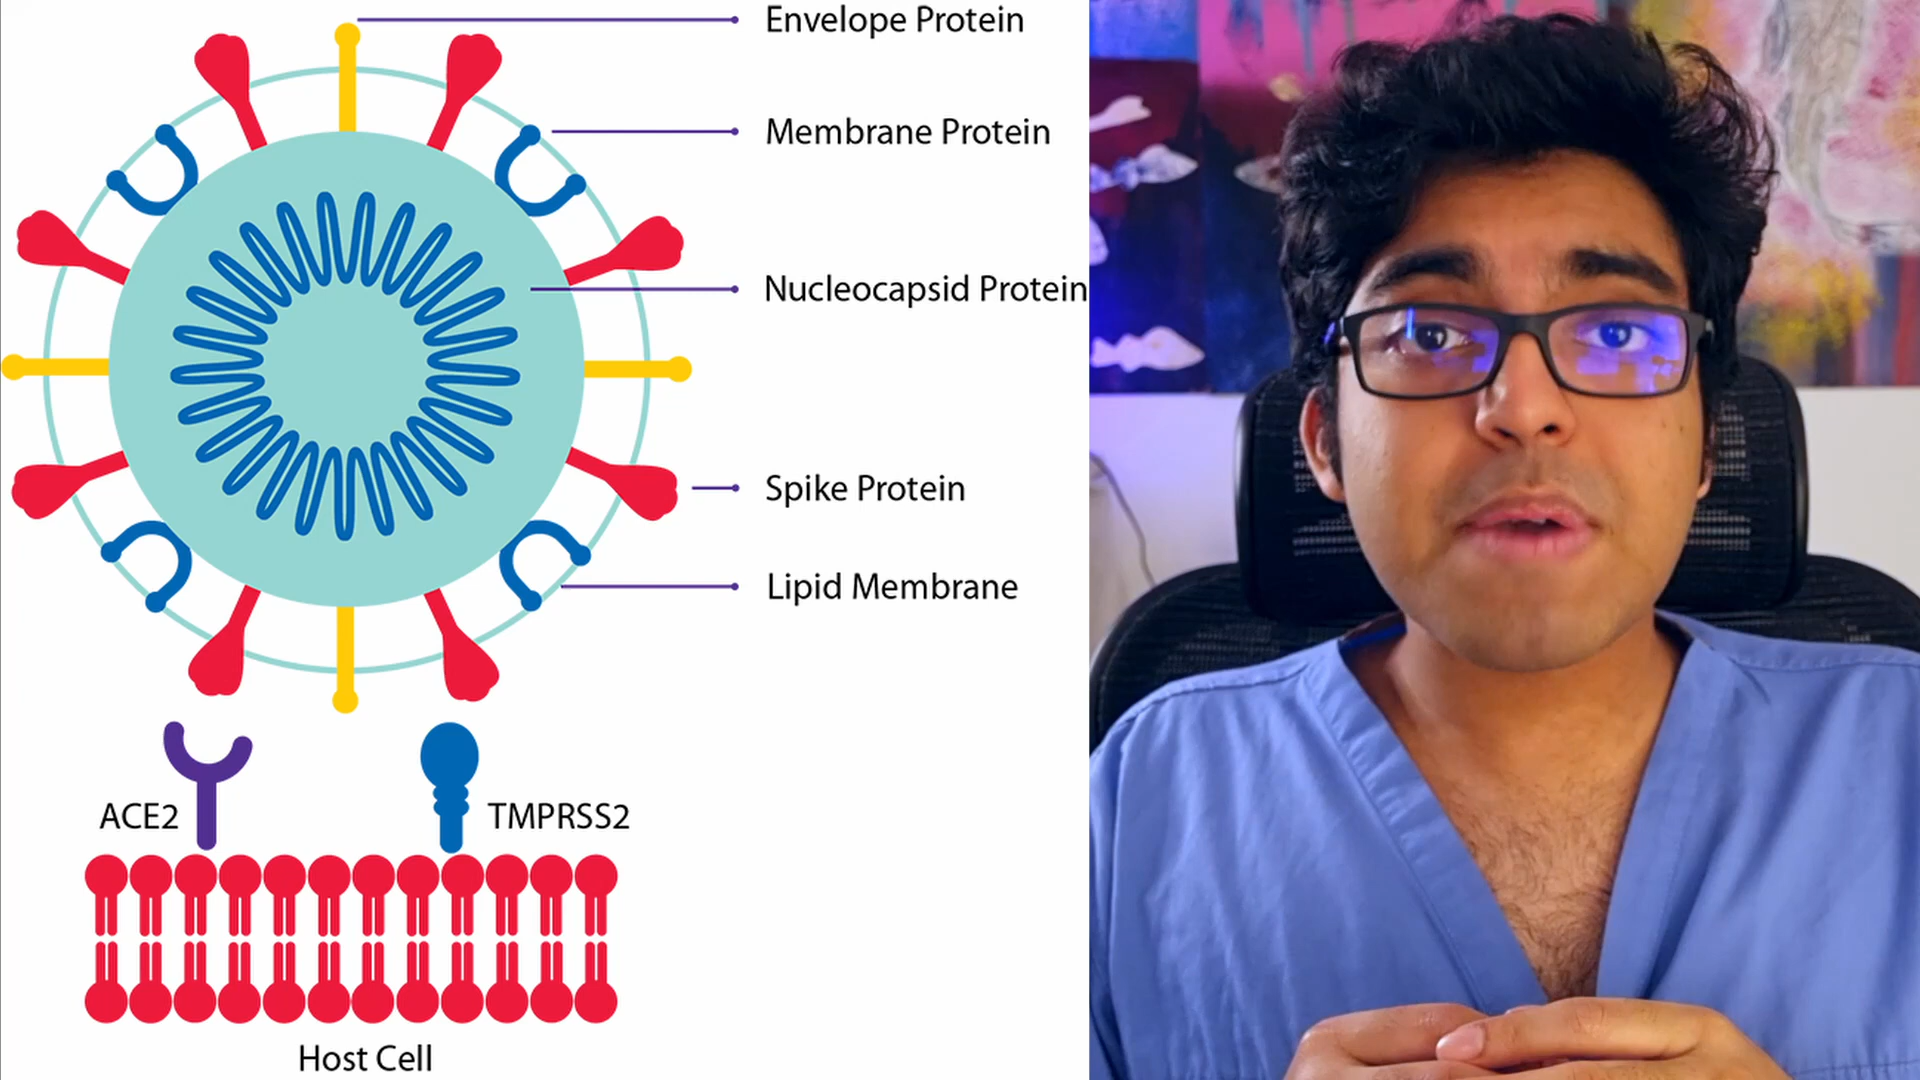 Envelope Protein
Membrane Protein
Nucleocapsid Protein
Spike Protein
Lipid Membrane
ACE2
TMPRSS2
Host Cell